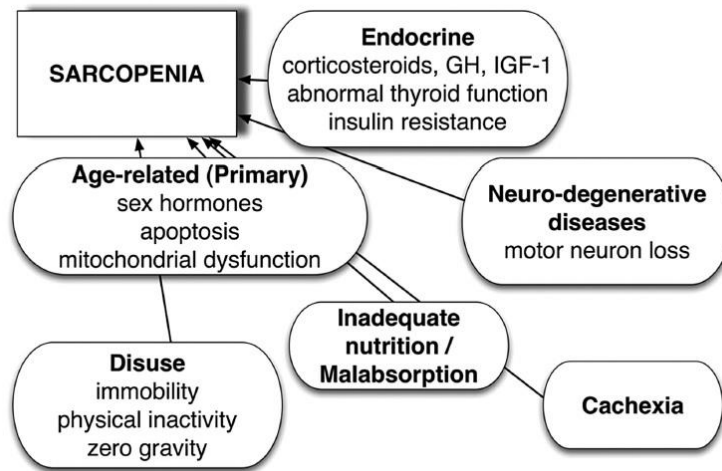 SARCOPENIA
Endocrine
corticosteroids, GH, IGF-1
abnormal thyroid function
insulin resistance
Age-related (Primary)
sex hormones
apoptosis
mitochondrial dysfunction
Neuro-degenerative
diseases
motor neuron loss
Inadequate
nutrition /
Malabsorption
Disuse
immobility
physical inactivity
zero gravity
Cachexia